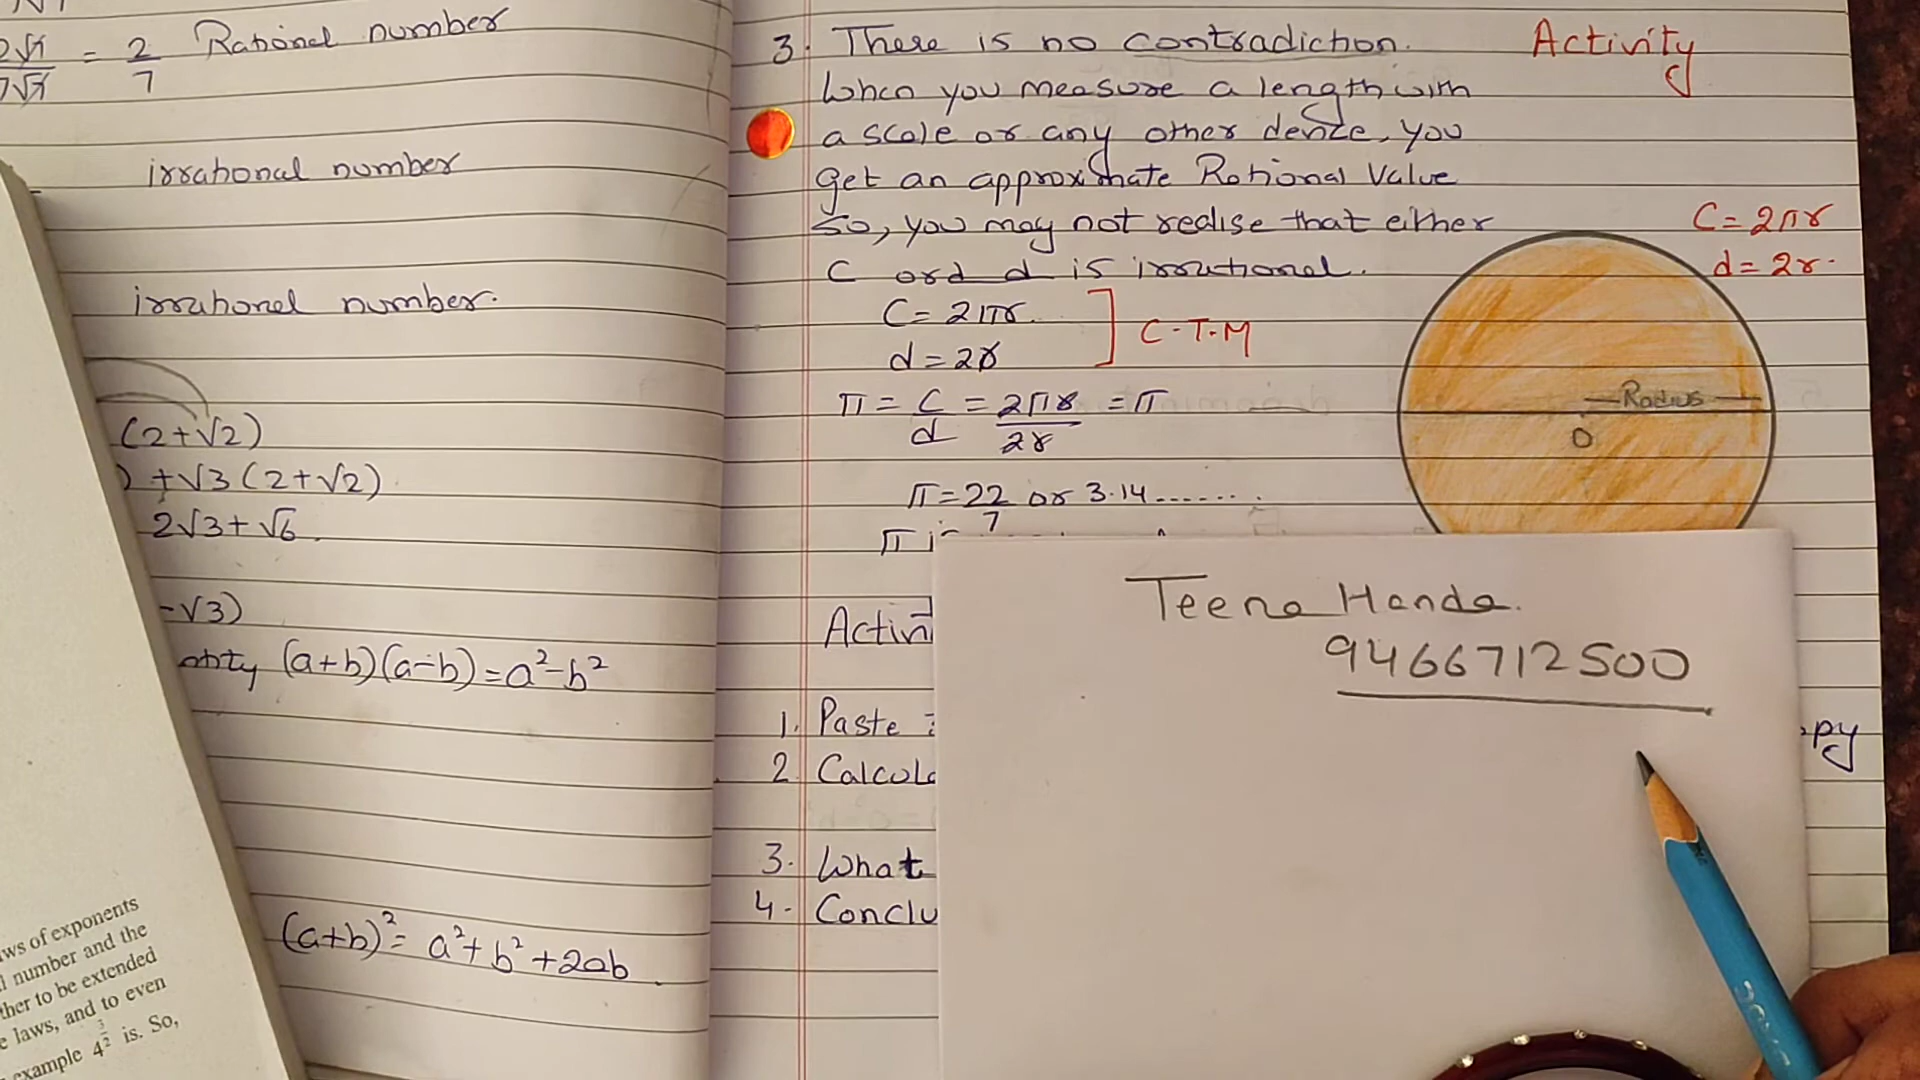 2√7 / 7√7 = 2/7 Rational number
irrational number
irrational number.
(2+√2)
) +√3 (2+√2)
2√3+√6
-√3)
ntity (a+b)(a-b)=a²-b²
(a+b)²= a²+b²+2ab
ws of exponents
number and the
ther to be extended
e laws, and to even
example 4^(3/2) is. So,
Activity
3. There is no contradiction.
When you measure a length with
a scale or any other device, you
get an approximate Rational Value
So, you may not realise that either
C ord d is irrational.
C = 2πr
d = 2r.
C = 2πr
d = 2r
] C-T-M
π = C/d = 2πr/2r = π
Radius
O
π = 22/7 or 3.14.......
π i
Activi
1. Paste
opy
2. Calcula
3. What
4. Conclu
Teena Handa.
9466712500